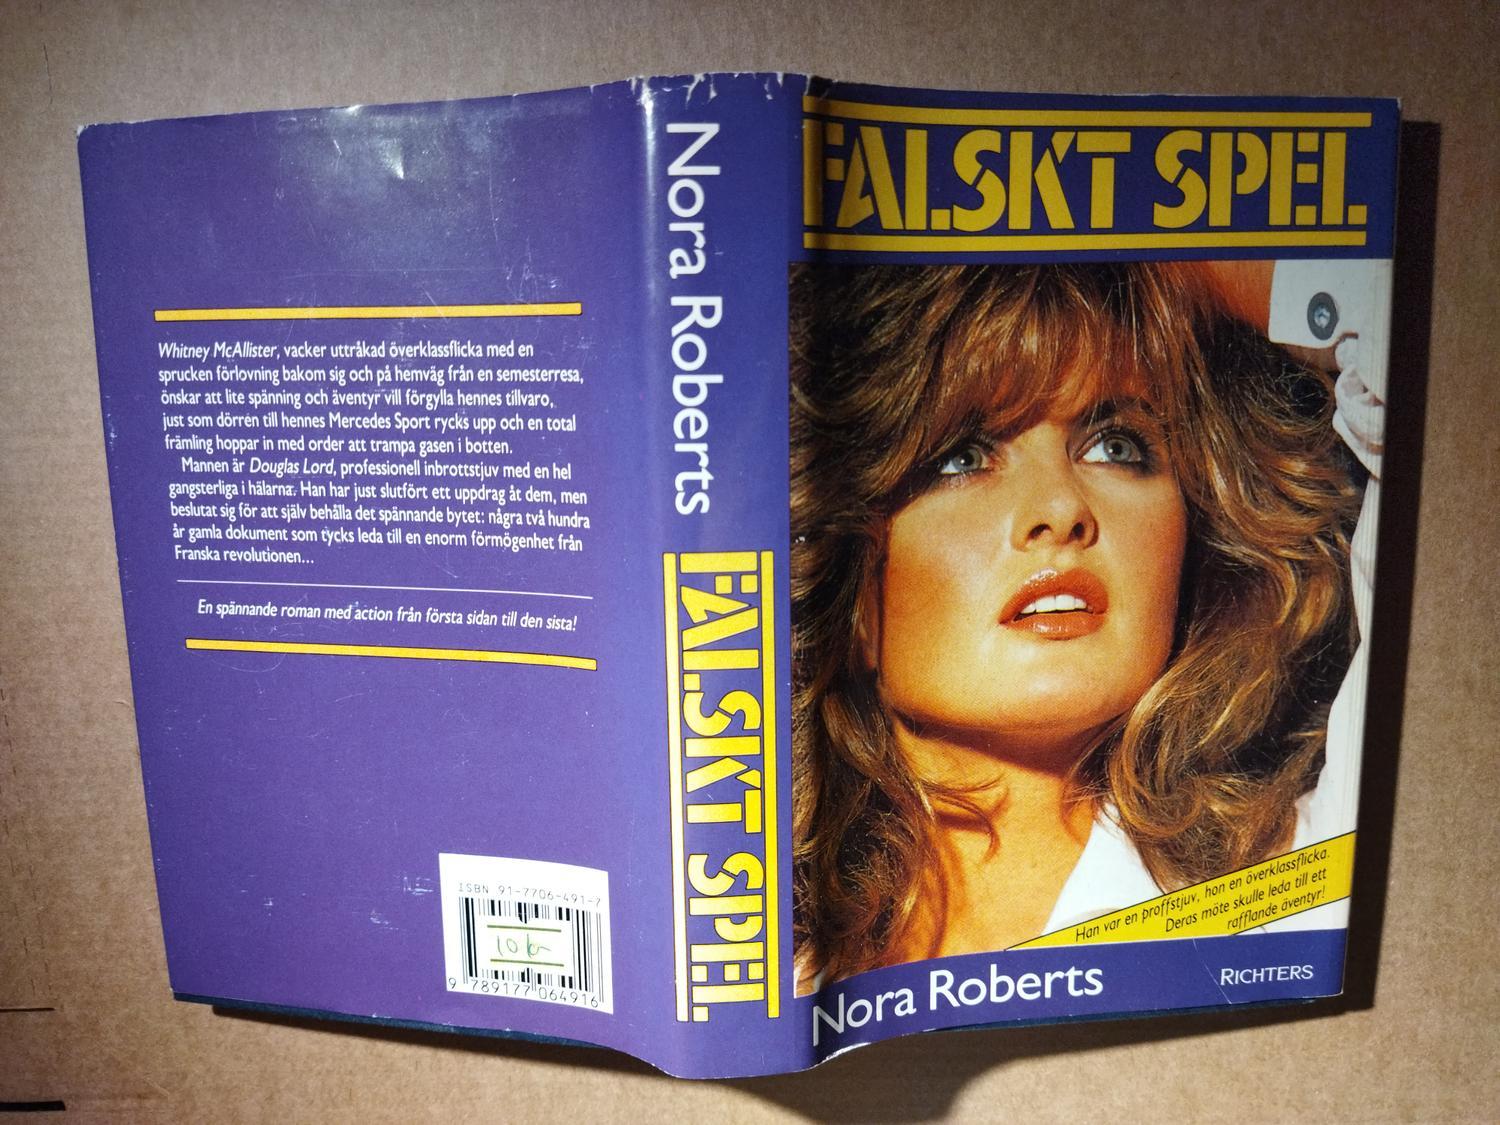 Whitney McAllister, vacker uttråkad överklassflicka med en
sprucken förlovning bakom sig och på hemväg från en semesterresa,
önskar att lite spänning och äventyr vill förgylla hennes tillvaro,
just som dörren till hennes Mercedes Sport rycks upp och en total
främling hoppar in med order att trampa gasen i botten.
Mannen är Douglas Lord, professionell inbrottstjuv med en hel
gangsterliga i hälarna. Han har just slutfört ett uppdrag åt dem, men
beslutat sig för att själv behålla det spännande bytet: några två hundra
år gamla dokument som tycks leda till en enorm förmögenhet från
Franska revolutionen...
En spännande roman med action från första sidan till den sista!
ISBN 91-7706-491-7
10 kr
9 789177 064916
Nora Roberts
FALSKT SPEL
FALSKT SPEL
Han var en proffstjuv, hon en överklassflicka.
Deras möte skulle leda till ett
rafflande äventyr!
Nora Roberts
RICHTERS